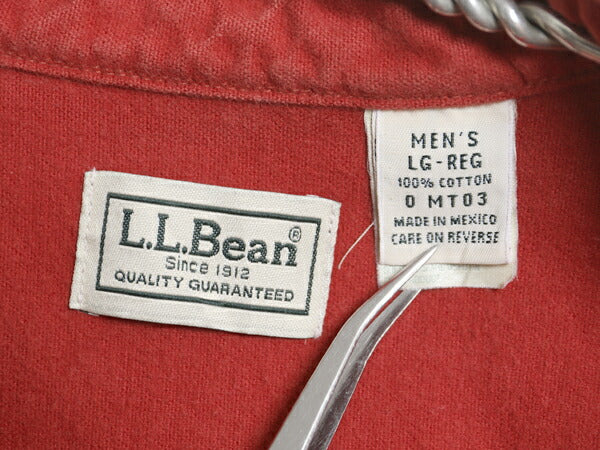 L.L.Bean®
Since 1912
QUALITY GUARANTEED
MEN'S
LG-REG
100% COTTON
0 MT03
MADE IN MEXICO
CARE ON REVERSE